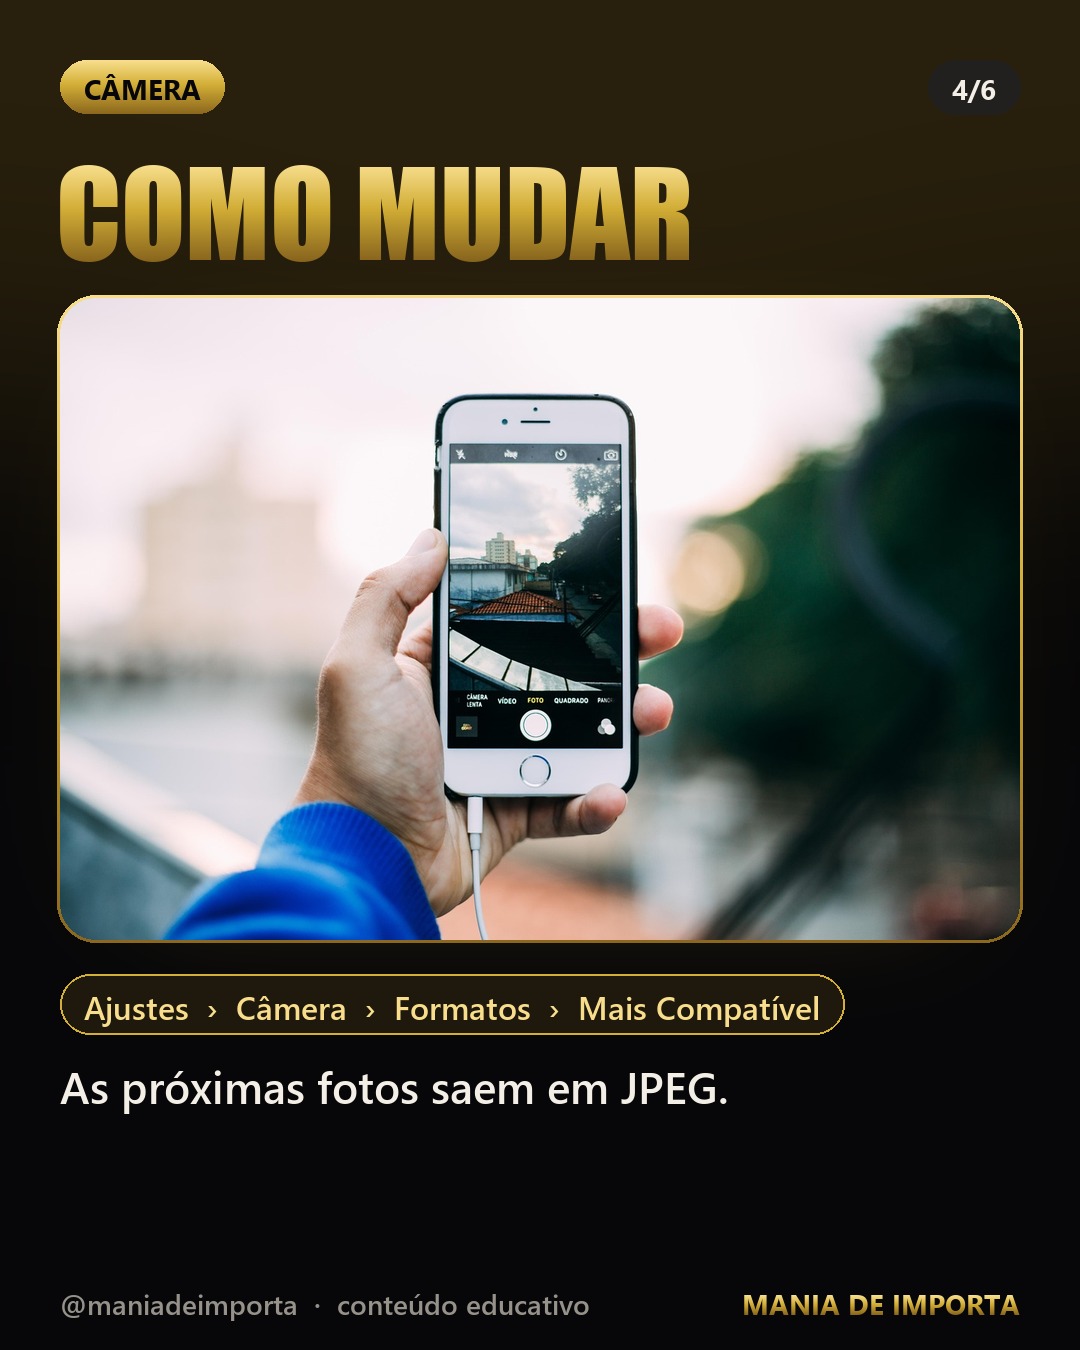 CÂMERA
4/6
COMO MUDAR
CÂMERA LENTA VÍDEO FOTO QUADRADO
Ajustes › Câmera › Formatos › Mais Compatível
As próximas fotos saem em JPEG.
@maniadeimporta · conteúdo educativo
MANIA DE IMPORTA